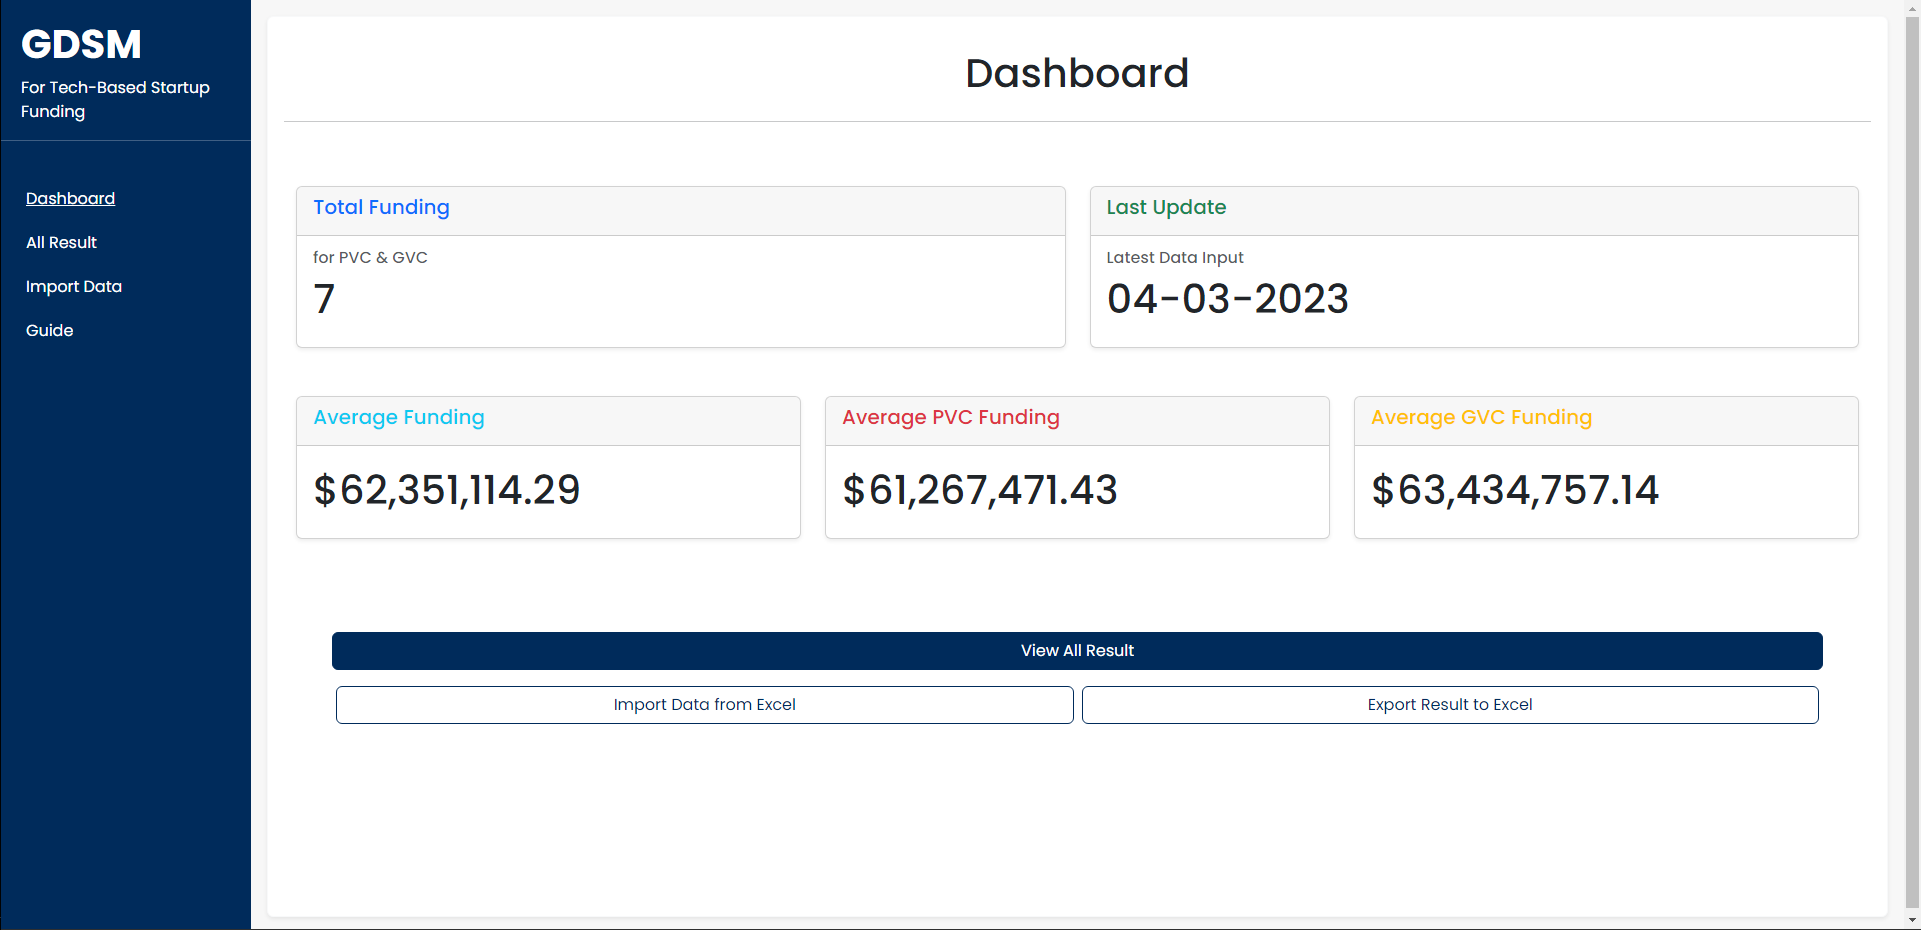 GDSM
For Tech-Based Startup
Funding
Dashboard
All Result
Import Data
Guide
Dashboard
Total Funding
for PVC & GVC
7
Last Update
Latest Data Input
04-03-2023
Average Funding
$62,351,114.29
Average PVC Funding
$61,267,471.43
Average GVC Funding
$63,434,757.14
View All Result
Import Data from Excel
Export Result to Excel